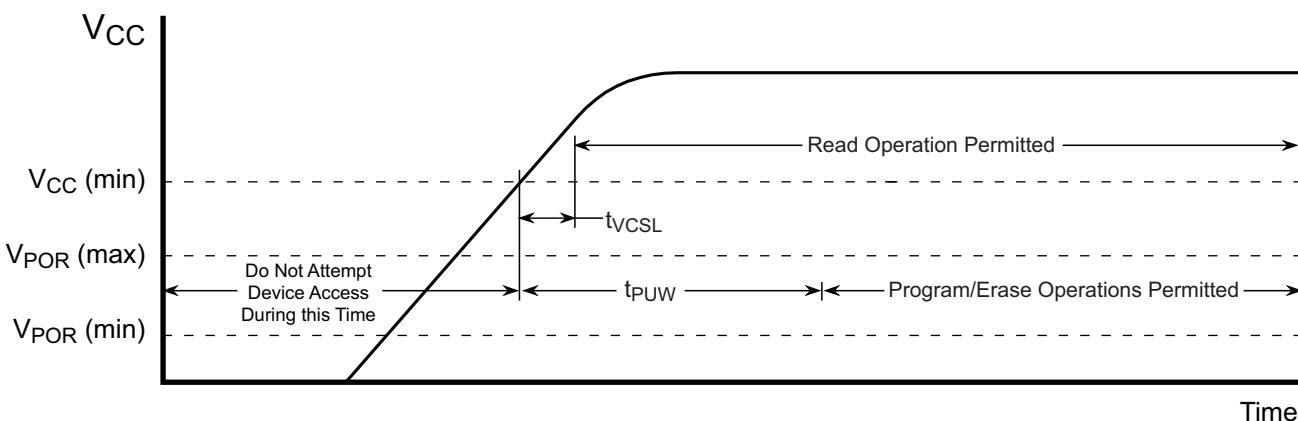 VCC
Read Operation Permitted
VCC (min)
tVCSL
VPOR (max)
Do Not Attempt
Device Access
During this Time
tPUW
Program/Erase Operations Permitted
VPOR (min)
Time